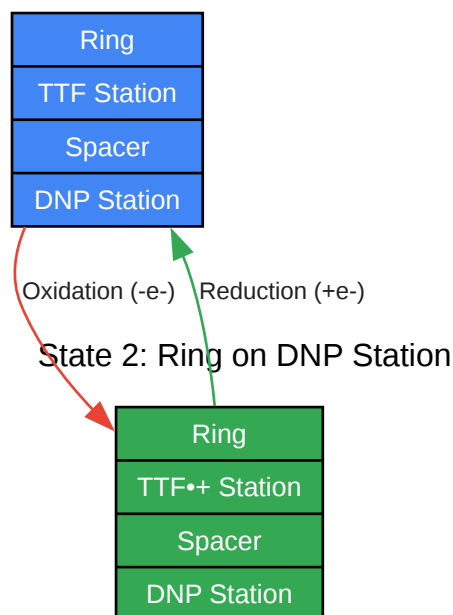 Ring
TTF Station
Spacer
DNP Station
Oxidation (-e-)
Reduction (+e-)
State 2: Ring on DNP Station
Ring
TTF•+ Station
Spacer
DNP Station